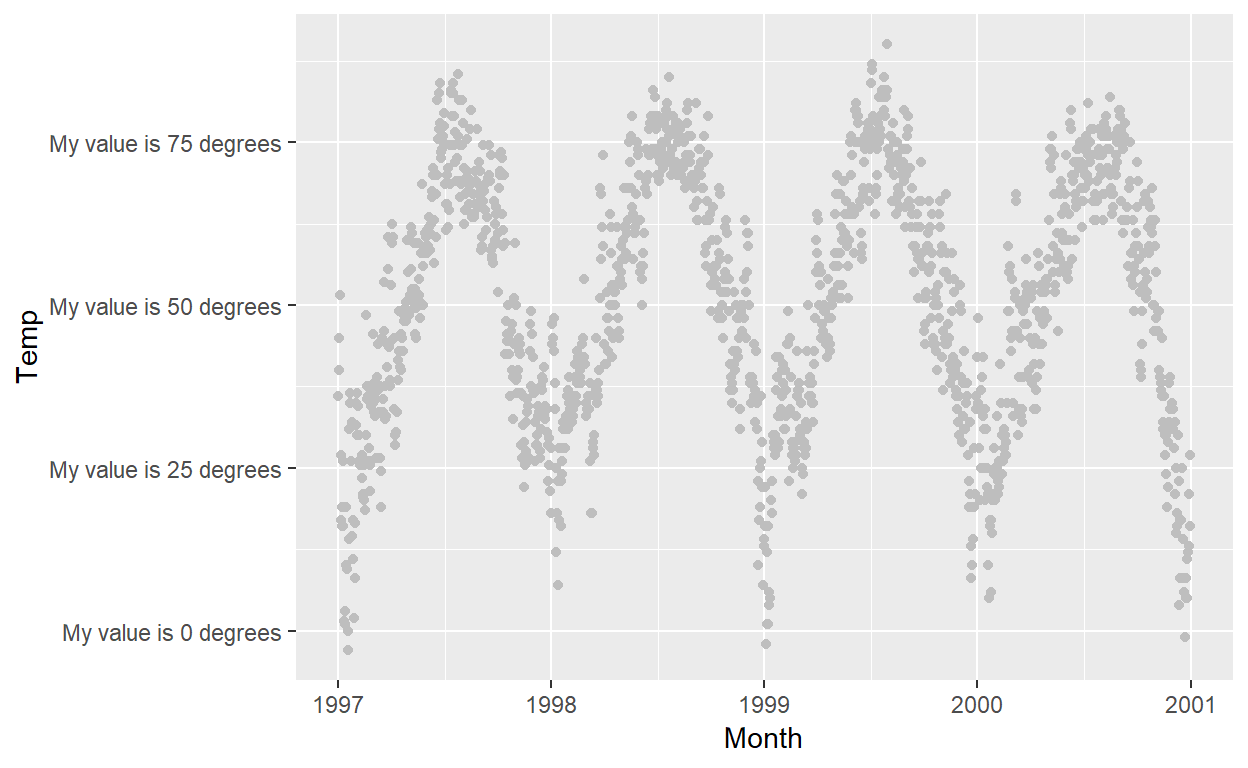 My value is 75 degrees
My value is 50 degrees
My value is 25 degrees
My value is 0 degrees
Temp
1997 1998 1999 2000 2001
Month